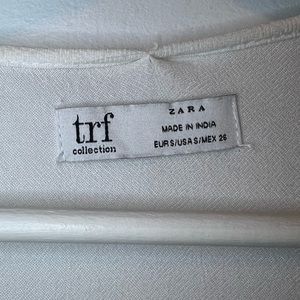 trf
collection
ZARA
MADE IN INDIA
EUR S/USA S/MEX 26